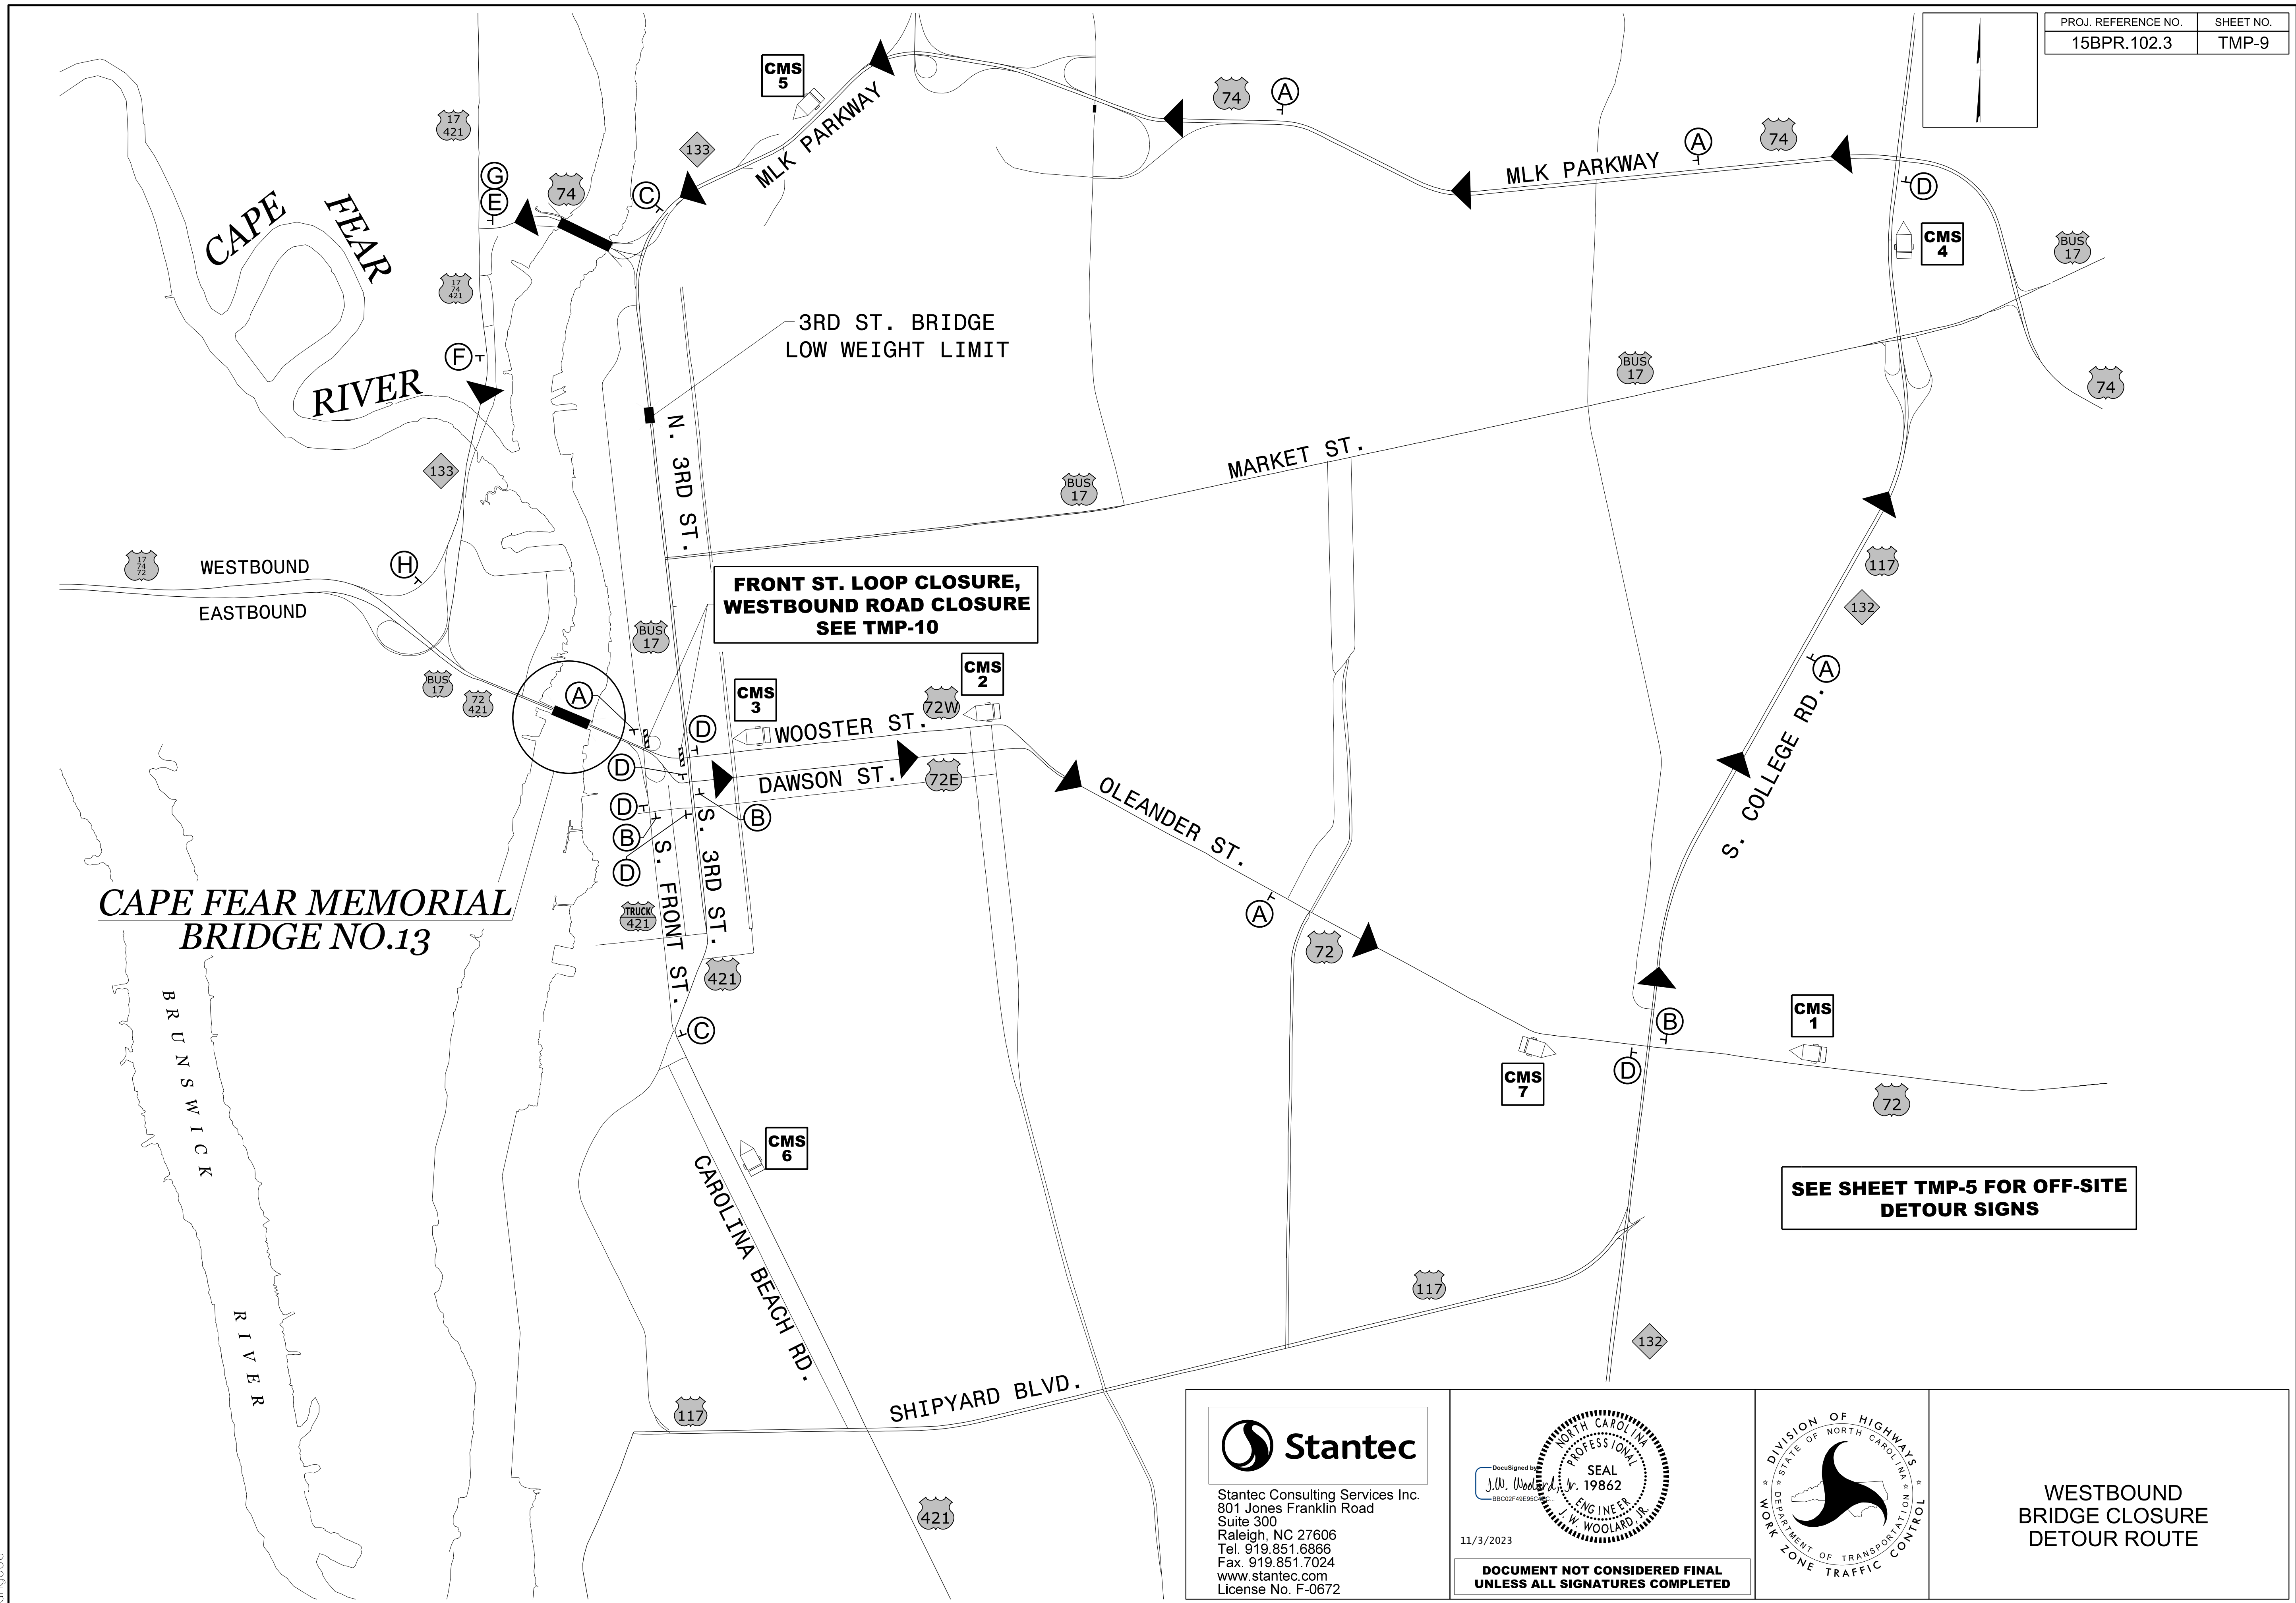 PROJ. REFERENCE NO.
SHEET NO.
15BPR.102.3
TMP-9
CMS
5
74
A
17
421
133
MLK PARKWAY
A
74
MLK PARKWAY
G
E
74
C
D
CAPE FEAR
RIVER
CMS
4
BUS
17
17
74
421
3RD ST. BRIDGE
LOW WEIGHT LIMIT
F
BUS
17
74
N. 3RD ST.
MARKET ST.
133
BUS
17
17
74
72
WESTBOUND
H
EASTBOUND
117
FRONT ST. LOOP CLOSURE,
WESTBOUND ROAD CLOSURE
SEE TMP-10
132
BUS
17
BUS
17
72
421
A
CMS
3
CMS
2
72W
A
D
WOOSTER ST.
D
DAWSON ST.
72E
S. COLLEGE RD.
D
B
B
D
OLEANDER ST.
S. 3RD ST.
S. FRONT ST.
CAPE FEAR MEMORIAL
BRIDGE NO.13
TRUCK
421
A
72
421
C
B
CMS
1
D
CMS
7
72
BRUNSWICK
RIVER
CMS
6
CAROLINA BEACH RD.
SEE SHEET TMP-5 FOR OFF-SITE
DETOUR SIGNS
117
132
SHIPYARD BLVD.
117
421
Stantec
Stantec Consulting Services Inc.
801 Jones Franklin Road
Suite 300
Raleigh, NC 27606
Tel. 919.851.6866
Fax. 919.851.7024
www.stantec.com
License No. F-0672
DocuSigned by:
J.W. Woolard, Jr.
11/3/2023
NORTH CAROLINA
PROFESSIONAL
SEAL
19862
ENGINEER
J. W. WOOLARD, JR.
DOCUMENT NOT CONSIDERED FINAL
UNLESS ALL SIGNATURES COMPLETED
DIVISION OF HIGHWAYS
STATE OF NORTH CAROLINA
DEPARTMENT OF TRANSPORTATION
WORK ZONE TRAFFIC CONTROL
WESTBOUND
BRIDGE CLOSURE
DETOUR ROUTE